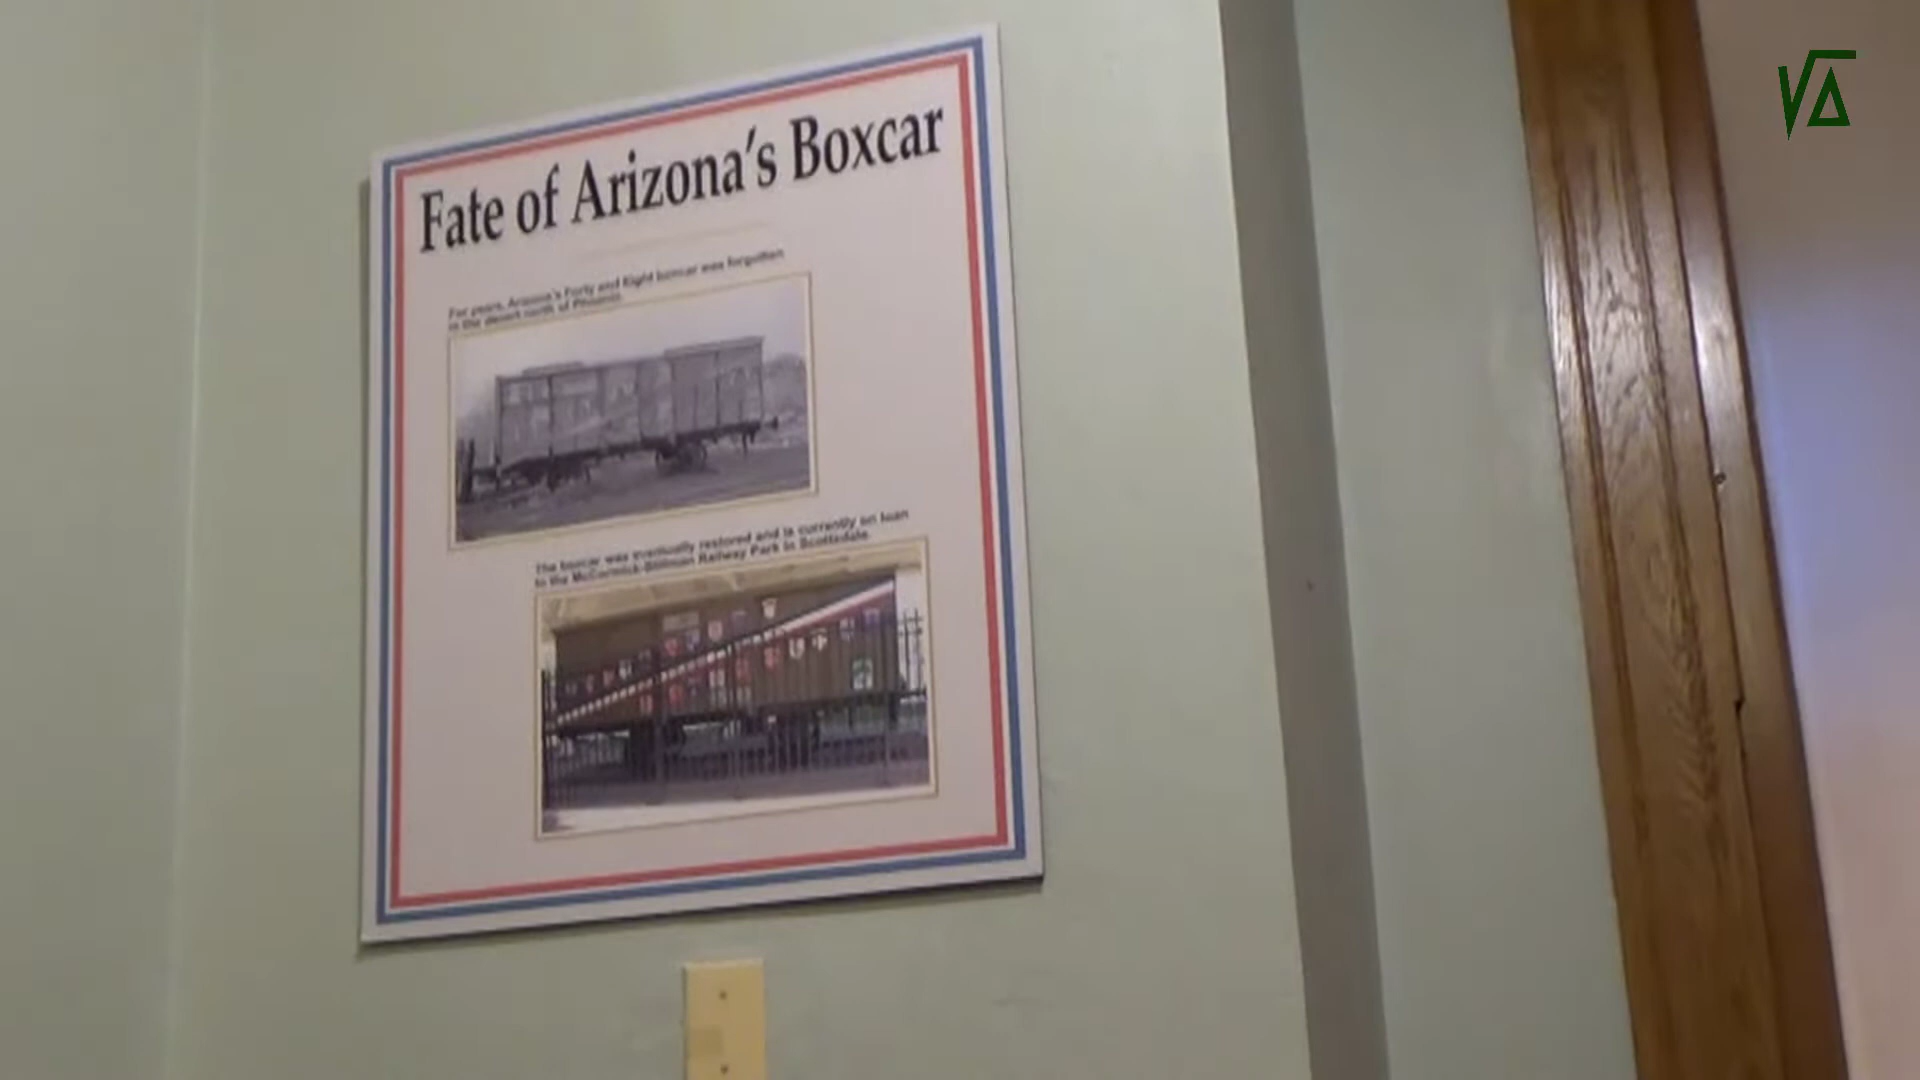 Fate of Arizona's Boxcar
For years, Arizona's Forty and Eight boxcar was forgotten
in the desert north of Phoenix.
The boxcar was eventually restored and is currently on loan
to the McCormick-Stillman Railway Park in Scottsdale.